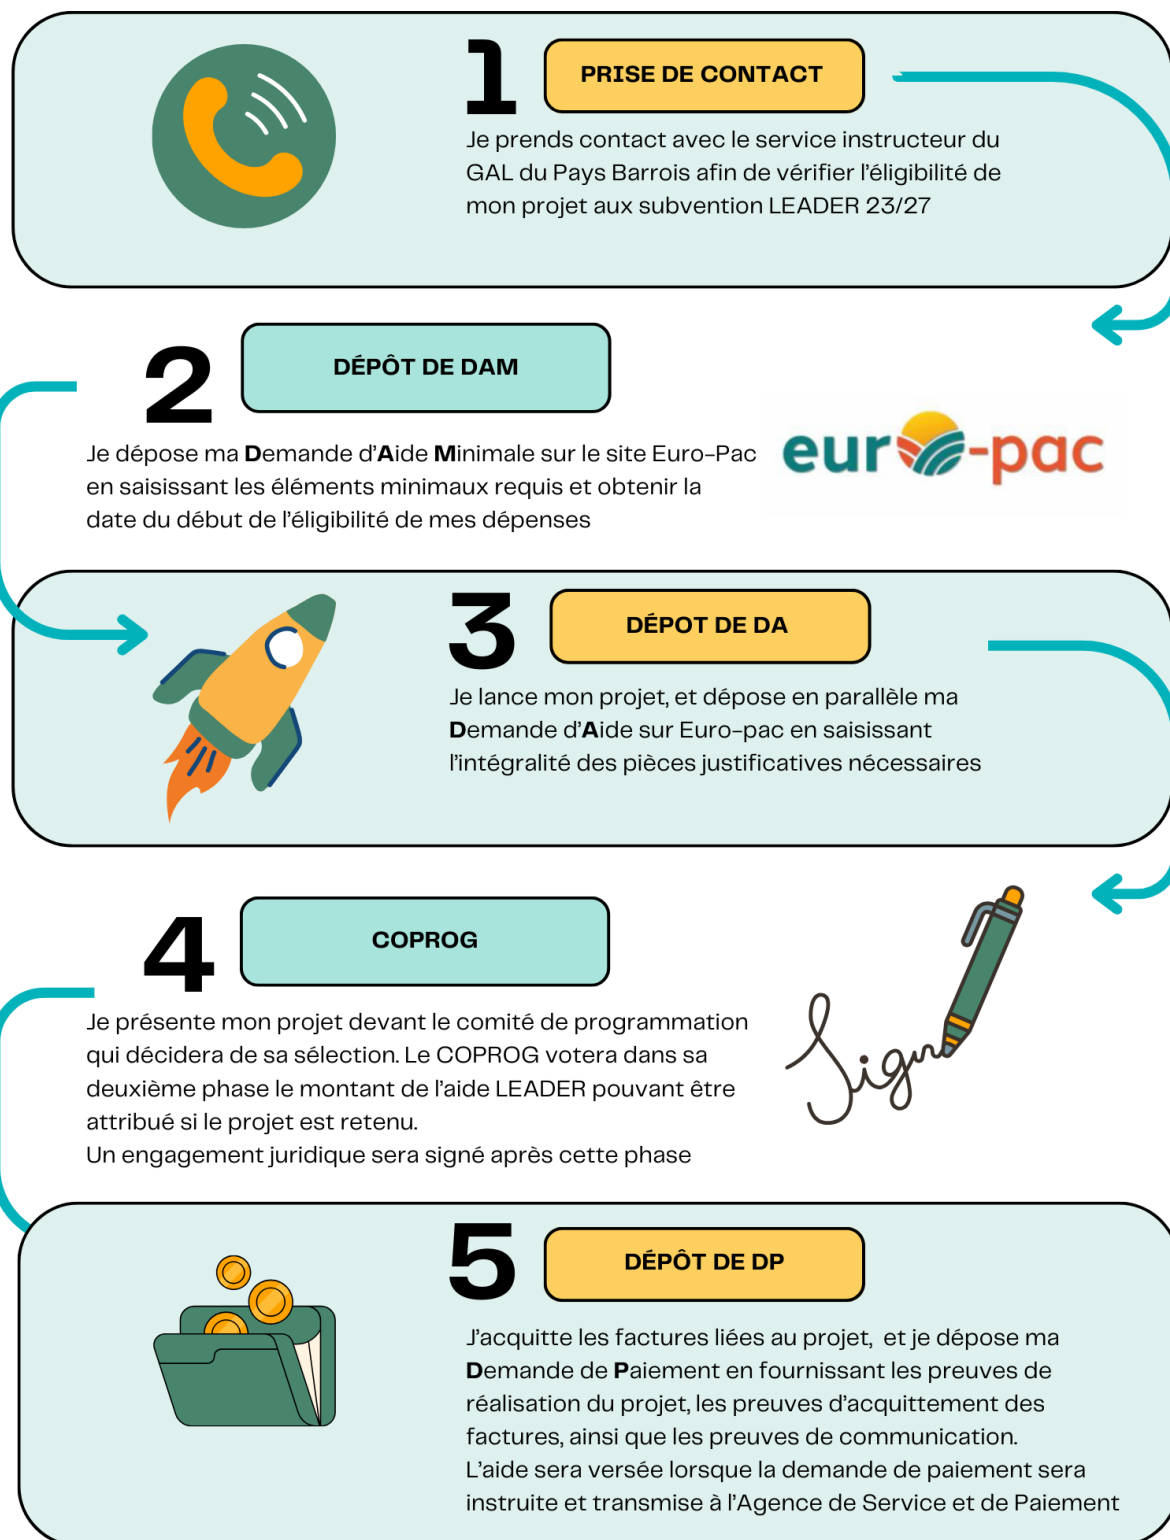 1
PRISE DE CONTACT
Je prends contact avec le service instructeur du
GAL du Pays Barrois afin de vérifier l'éligibilité de
mon projet aux subvention LEADER 23/27
2
DÉPÔT DE DAM
Je dépose ma Demande d'Aide Minimale sur le site Euro-Pac
en saisissant les éléments minimaux requis et obtenir la
date du début de l'éligibilité de mes dépenses
euro-pac
3
DÉPOT DE DA
Je lance mon projet, et dépose en parallèle ma
Demande d'Aide sur Euro-pac en saisissant
l'intégralité des pièces justificatives nécessaires
4
COPROG
Je présente mon projet devant le comité de programmation
qui décidera de sa sélection. Le COPROG votera dans sa
deuxième phase le montant de l'aide LEADER pouvant être
attribué si le projet est retenu.
Un engagement juridique sera signé après cette phase
Sign
5
DÉPÔT DE DP
J'acquitte les factures liées au projet, et je dépose ma
Demande de Paiement en fournissant les preuves de
réalisation du projet, les preuves d'acquittement des
factures, ainsi que les preuves de communication.
L'aide sera versée lorsque la demande de paiement sera
instruite et transmise à l'Agence de Service et de Paiement